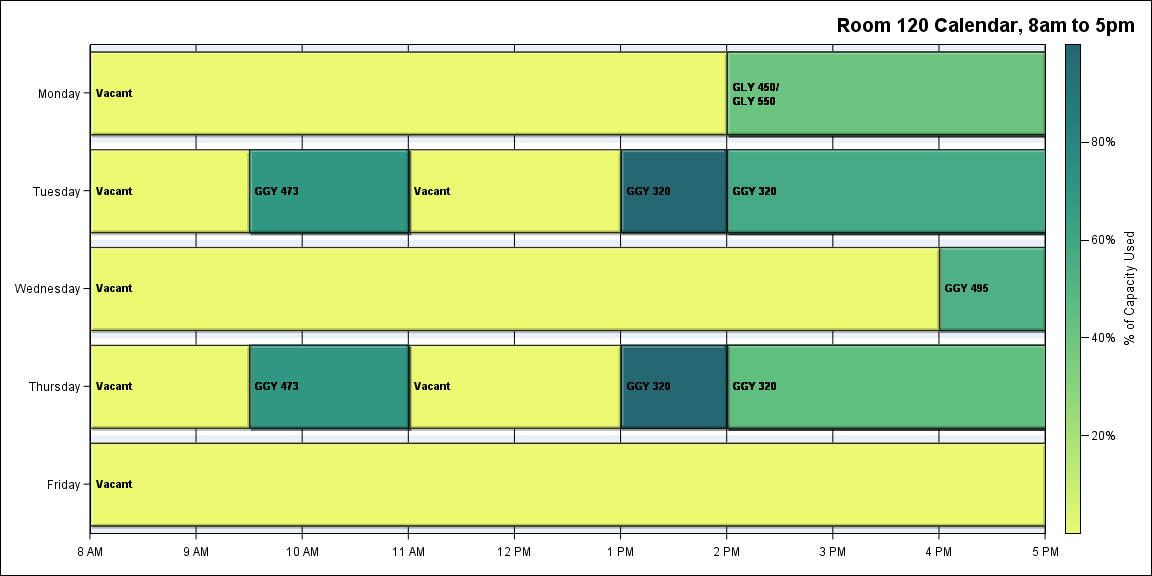 Room 120 Calendar, 8am to 5pm
Monday
Vacant
GLY 450/
GLY 550
Tuesday
Vacant
GGY 473
Vacant
GGY 320
GGY 320
Wednesday
Vacant
GGY 495
Thursday
Vacant
GGY 473
Vacant
GGY 320
GGY 320
Friday
Vacant
8 AM
9 AM
10 AM
11 AM
12 PM
1 PM
2 PM
3 PM
4 PM
5 PM
80%
60%
40%
20%
% of Capacity Used